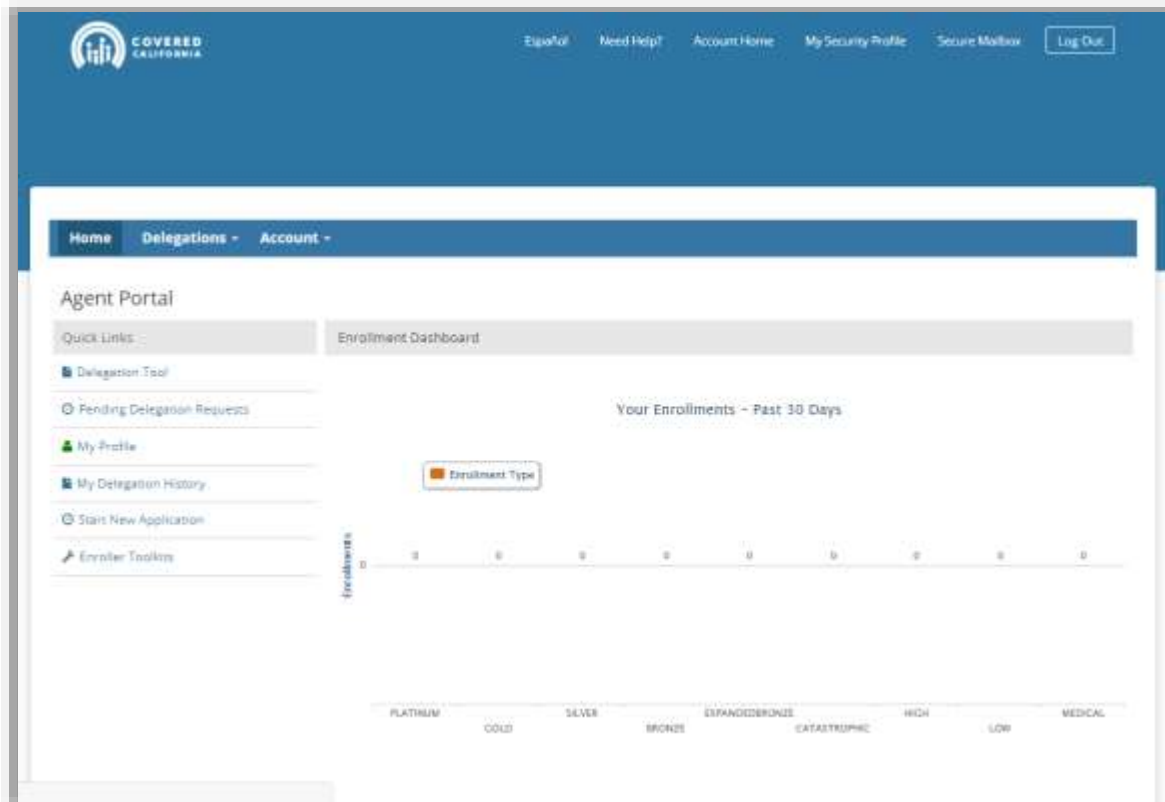 COVERED
CALIFORNIA
Español Need Help? Account Home My Security Profile Secure Mailbox Log Out
Home Delegations Account
Agent Portal
Quick Links
Enrollment Dashboard
Delegation Tool
Pending Delegation Requests
My Profile
My Delegation History
Start New Application
Enroller Toolkits
Your Enrollments - Past 30 Days
Enrollment Type
Enrollments
0 0 0 0 0 0 0 0 0 0
PLATINUM SILVER EXPANDEDBRONZE HIGH MEDICAL
GOLD BRONZE CATASTROPHIC LOW